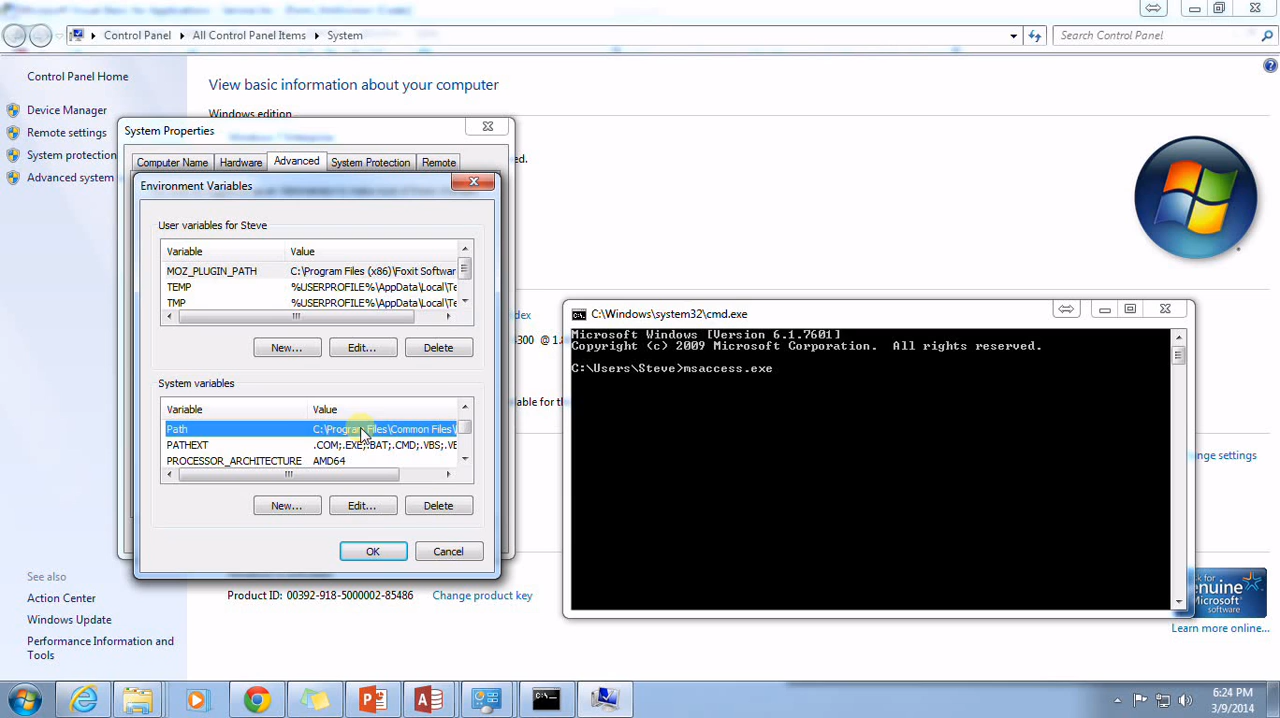 Control Panel
All Control Panel Items
System
Search Control Panel
Control Panel Home
Device Manager
Remote settings
System protection
Advanced system
View basic information about your computer
Windows edition
System Properties
Computer Name
Hardware
Advanced
System Protection
Remote
Environment Variables
User variables for Steve
Variable
Value
MOZ_PLUGIN_PATH
C:\Program Files (x86)\Foxit Softwar
TEMP
%USERPROFILE%\AppData\Local\Te
TMP
%USERPROFILE%\AppData\Local\Te
New...
Edit...
Delete
System variables
Variable
Value
Path
C:\Program Files\Common Files\
PATHEXT
.COM;.EXE;.BAT;.CMD;.VBS;.VB
PROCESSOR_ARCHITECTURE
AMD64
New...
Edit...
Delete
OK
Cancel
C:\Windows\system32\cmd.exe
Microsoft Windows [Version 6.1.7601]
Copyright (c) 2009 Microsoft Corporation. All rights reserved.
C:\Users\Steve>msaccess.exe
See also
Action Center
Windows Update
Performance Information and
Tools
Product ID: 00392-918-5000002-85486
Change product key
Microsoft
software
Learn more online...
6:24 PM
3/9/2014